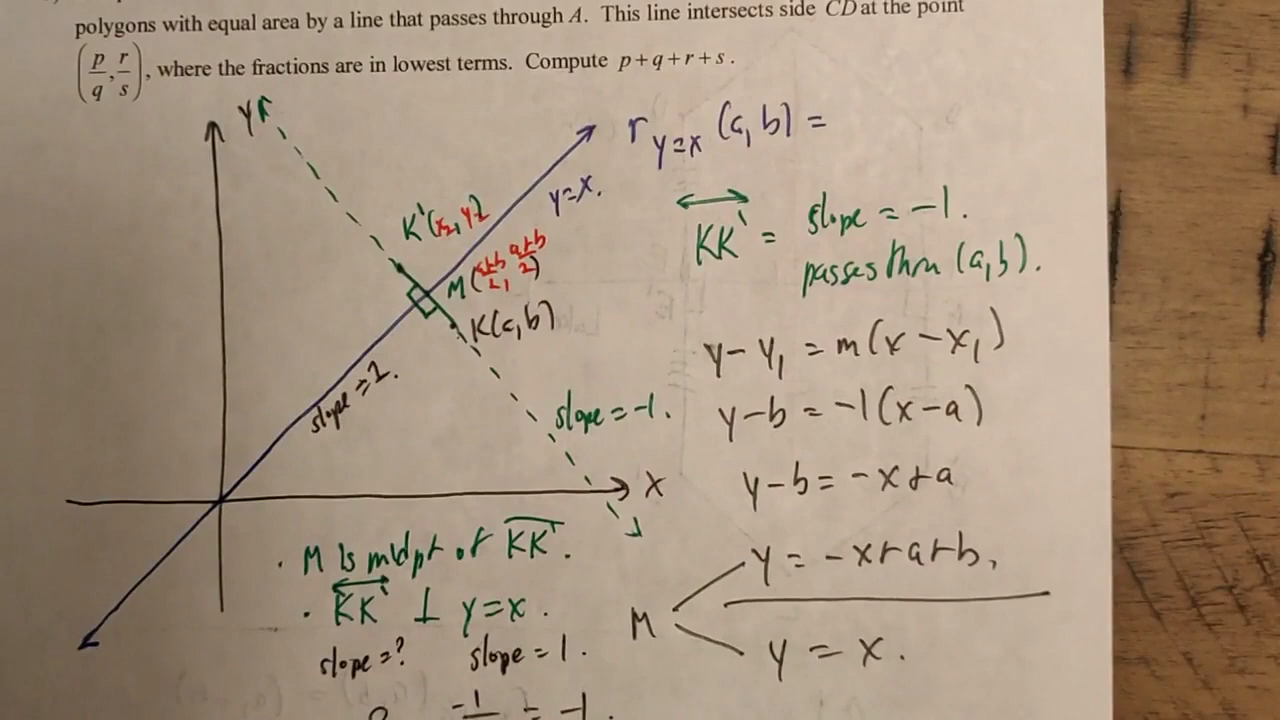 polygons with equal area by a line that passes through A. This line intersects side CD at the point
(p/q, r/s), where the fractions are in lowest terms. Compute p+q+r+s.
Y
r y=x (a, b) =
y=x.
K'(x2, y2)
M(a+b/2, a+b/2)
K(a, b)
KK' = slope = -1.
passes thru (a, b).
y - y1 = m(x - x1)
slope = 1.
slope = -1.
y-b = -1(x-a)
X
y-b = -x+a
. M is midpt of KK'.
y = -x+a+b,
. KK' ⊥ y=x.
M
y = x.
slope = ?
slope = 1.
-1
= -1.